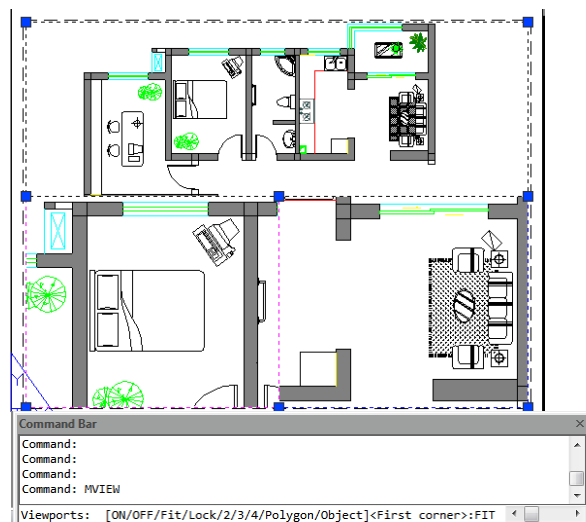 Command Bar
Command:
Command:
Command:
Command: MVIEW
Viewports:  [ON/OFF/Fit/Lock/2/3/4/Polygon/Object]<First corner>:FIT